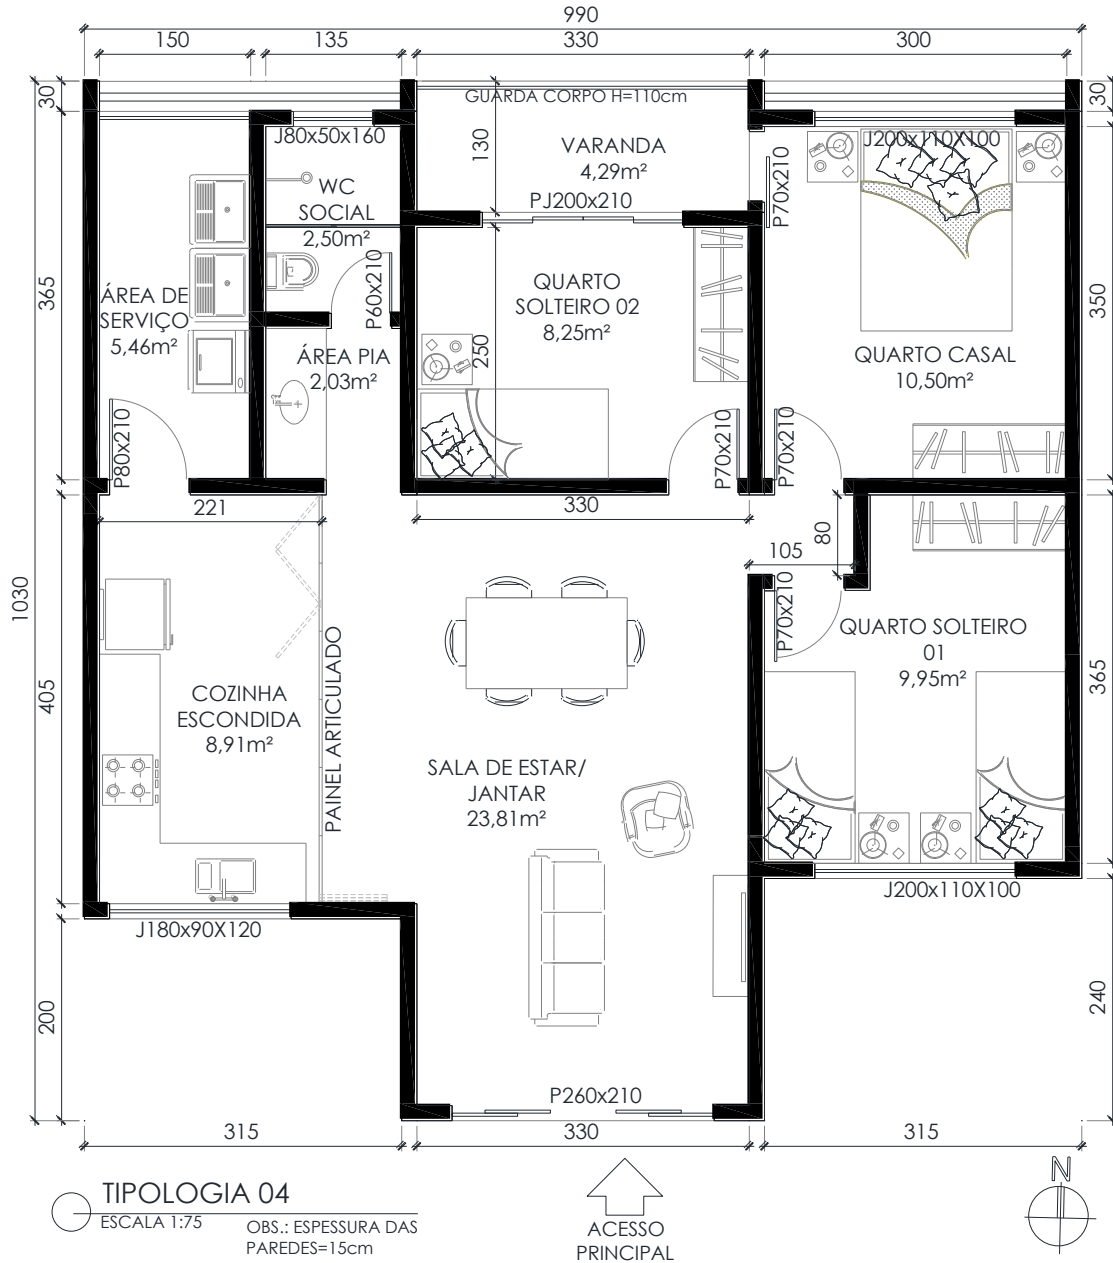 990
150
135
330
300
30
30
GUARDA CORPO H=110cm
J80x50x160
J200x110X100
130
VARANDA
4,29m²
P70x210
WC
SOCIAL
2,50m²
PJ200x210
365
ÁREA DE
SERVIÇO
5,46m²
P60x210
QUARTO
SOLTEIRO 02
8,25m²
350
ÁREA PIA
2,03m²
250
QUARTO CASAL
10,50m²
P80x210
P70x210
P70x210
221
330
80
105
1030
P70x210
QUARTO SOLTEIRO
01
9,95m²
365
405
COZINHA
ESCONDIDA
8,91m²
PAINEL ARTICULADO
SALA DE ESTAR/
JANTAR
23,81m²
J200x110X100
J180x90X120
200
240
P260x210
315
330
315
TIPOLOGIA 04
ESCALA 1:75
OBS.: ESPESSURA DAS
PAREDES=15cm
ACESSO
PRINCIPAL
N